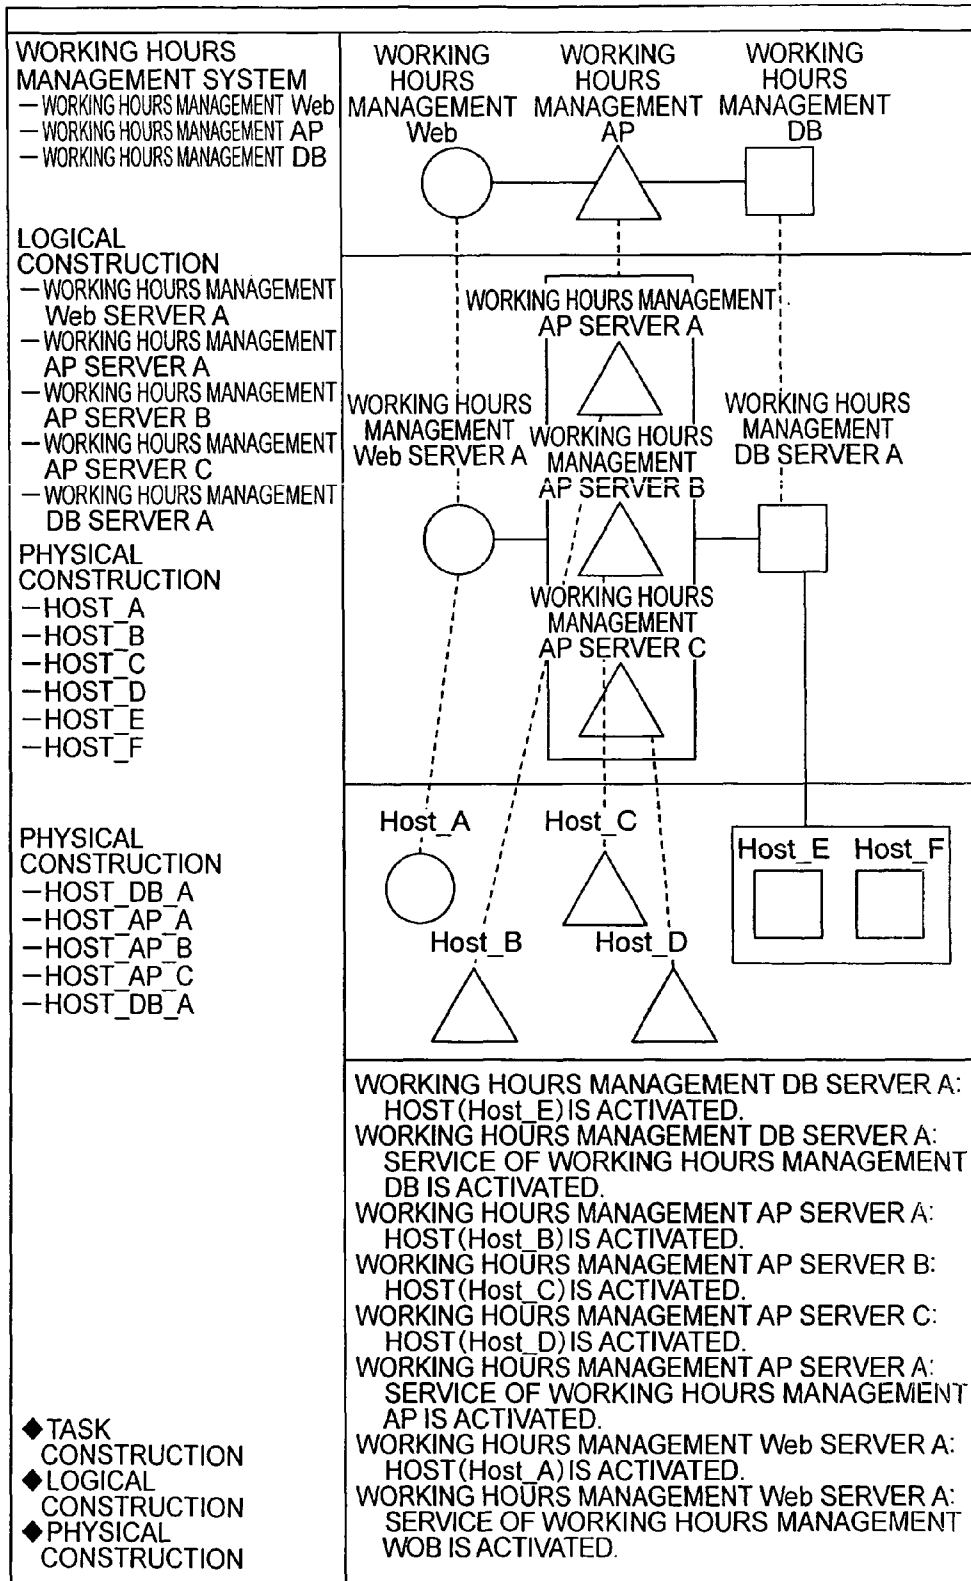 WORKING HOURS
MANAGEMENT SYSTEM
—WORKING HOURS MANAGEMENT Web
—WORKING HOURS MANAGEMENT AP
—WORKING HOURS MANAGEMENT DB
LOGICAL
CONSTRUCTION
—WORKING HOURS MANAGEMENT
Web SERVER A
—WORKING HOURS MANAGEMENT
AP SERVER A
—WORKING HOURS MANAGEMENT
AP SERVER B
—WORKING HOURS MANAGEMENT
AP SERVER C
—WORKING HOURS MANAGEMENT
DB SERVER A
PHYSICAL
CONSTRUCTION
—HOST_A
—HOST_B
—HOST_C
—HOST_D
—HOST_E
—HOST_F
PHYSICAL
CONSTRUCTION
—HOST_DB_A
—HOST_AP_A
—HOST_AP_B
—HOST_AP_C
—HOST_DB_A
◆TASK
CONSTRUCTION
◆LOGICAL
CONSTRUCTION
◆PHYSICAL
CONSTRUCTION
WORKING
HOURS
MANAGEMENT
Web
WORKING
HOURS
MANAGEMENT
AP
WORKING
HOURS
MANAGEMENT
DB
WORKING HOURS MANAGEMENT
AP SERVER A
WORKING HOURS
MANAGEMENT
Web SERVER A
WORKING HOURS
MANAGEMENT
AP SERVER B
WORKING HOURS
MANAGEMENT
DB SERVER A
WORKING HOURS
MANAGEMENT
AP SERVER C
Host_A
Host_C
Host_E
Host_F
Host_B
Host_D
WORKING HOURS MANAGEMENT DB SERVER A:
HOST(Host_E)IS ACTIVATED.
WORKING HOURS MANAGEMENT DB SERVER A:
SERVICE OF WORKING HOURS MANAGEMENT
DB IS ACTIVATED.
WORKING HOURS MANAGEMENT AP SERVER A:
HOST(Host_B)IS ACTIVATED.
WORKING HOURS MANAGEMENT AP SERVER B:
HOST(Host_C)IS ACTIVATED.
WORKING HOURS MANAGEMENT AP SERVER C:
HOST(Host_D)IS ACTIVATED.
WORKING HOURS MANAGEMENT AP SERVER A:
SERVICE OF WORKING HOURS MANAGEMENT
AP IS ACTIVATED.
WORKING HOURS MANAGEMENT Web SERVER A:
HOST(Host_A)IS ACTIVATED.
WORKING HOURS MANAGEMENT Web SERVER A:
SERVICE OF WORKING HOURS MANAGEMENT
WOB IS ACTIVATED.